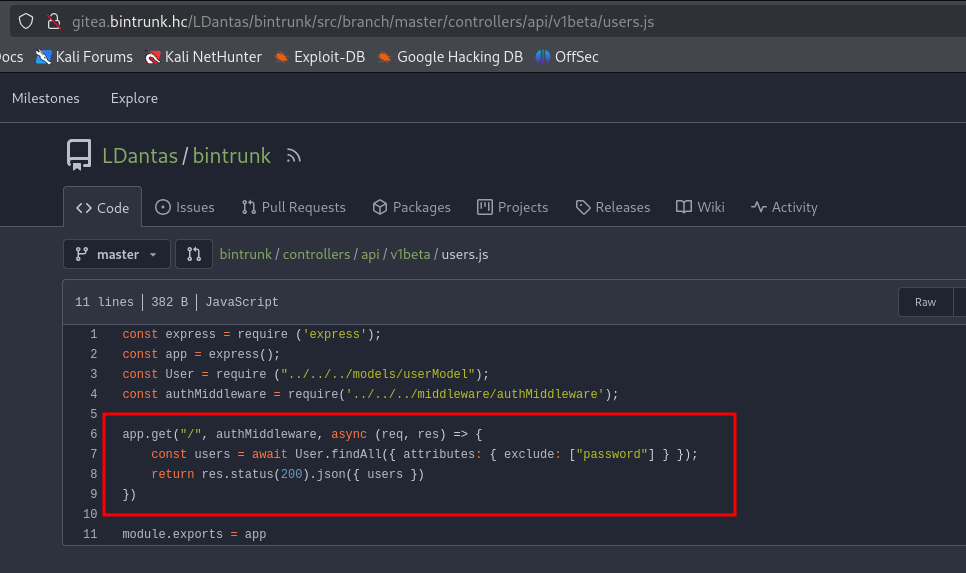 gitea.bintrunk.hc/LDantas/bintrunk/src/branch/master/controllers/api/v1beta/users.js
ocs Kali Forums Kali NetHunter Exploit-DB Google Hacking DB OffSec
Milestones Explore
LDantas / bintrunk
Code Issues Pull Requests Packages Projects Releases Wiki Activity
master bintrunk / controllers / api / v1beta / users.js
11 lines | 382 B | JavaScript Raw
1 const express = require ('express');
2 const app = express();
3 const User = require ("../../../models/userModel");
4 const authMiddleware = require('../../../middleware/authMiddleware');
5
6 app.get("/", authMiddleware, async (req, res) => {
7     const users = await User.findAll({ attributes: { exclude: ["password"] } });
8     return res.status(200).json({ users })
9 })
10
11 module.exports = app